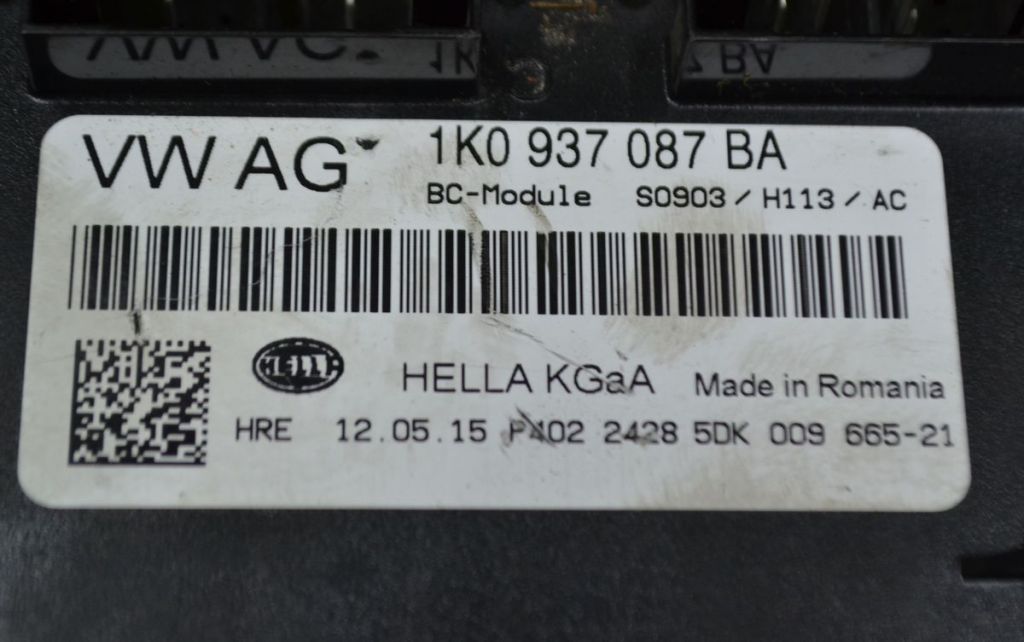 VW AG 1K0 937 087 BA
BC-Module S0903 / H113 / AC
HELLA
HELLA KGaA Made in Romania
HRE 12.05.15 P402 2428 5DK 009 665-21